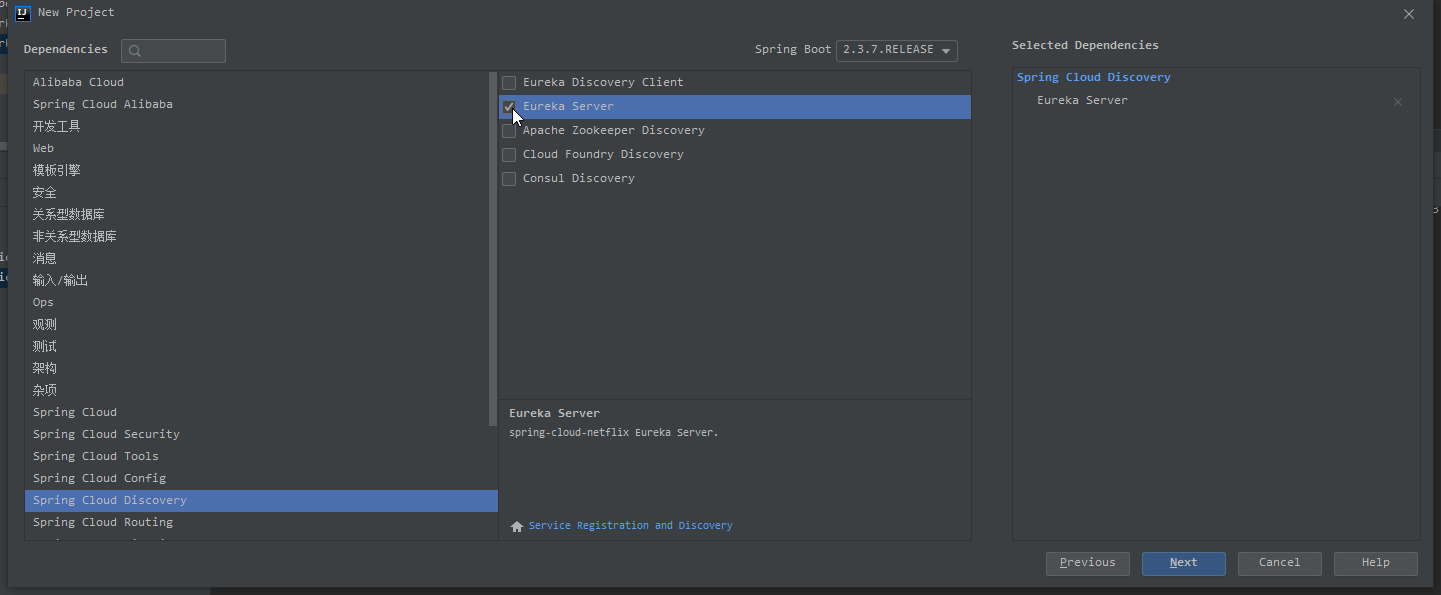 New Project
Dependencies
Spring Boot 2.3.7.RELEASE
Selected Dependencies
Alibaba Cloud
Spring Cloud Alibaba
开发工具
Web
模板引擎
安全
关系型数据库
非关系型数据库
消息
输入/输出
Ops
观测
测试
架构
杂项
Spring Cloud
Spring Cloud Security
Spring Cloud Tools
Spring Cloud Config
Spring Cloud Discovery
Spring Cloud Routing
Eureka Discovery Client
Eureka Server
Apache Zookeeper Discovery
Cloud Foundry Discovery
Consul Discovery
Eureka Server
spring-cloud-netflix Eureka Server.
Service Registration and Discovery
Spring Cloud Discovery
Eureka Server
Previous
Next
Cancel
Help